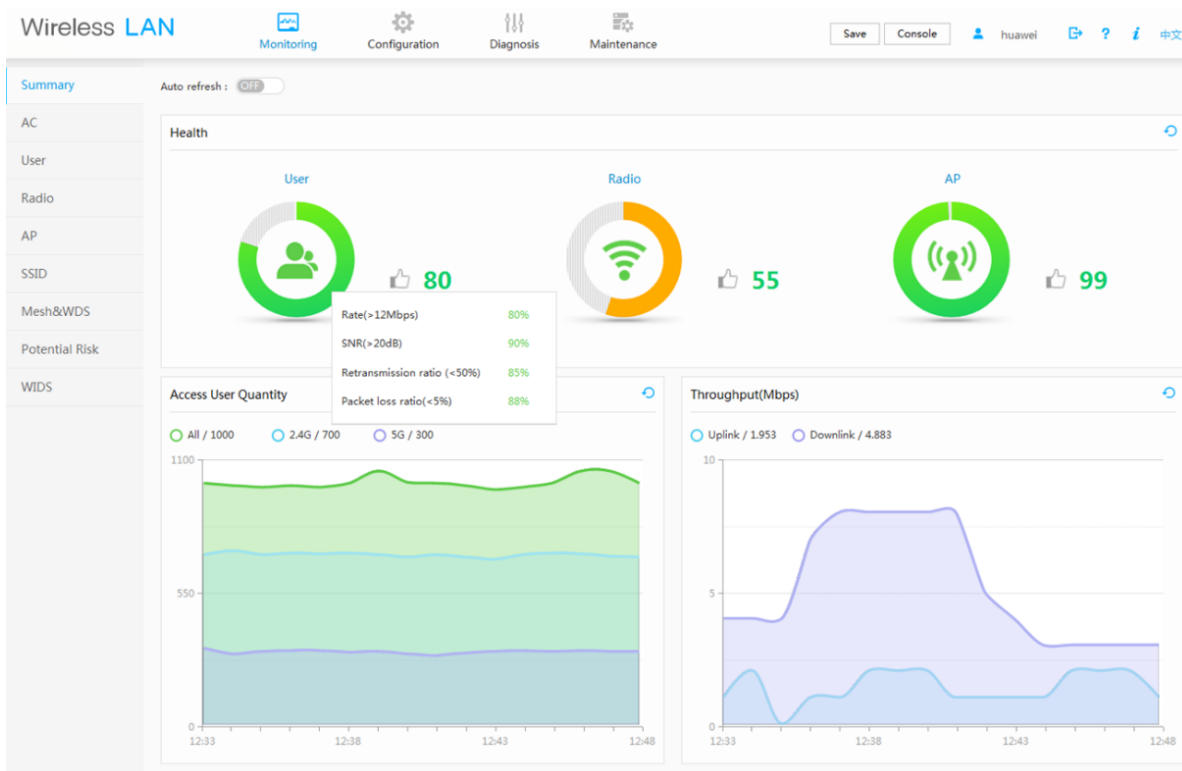 Wireless LAN
Monitoring
Configuration
Diagnosis
Maintenance
Save
Console
huawei
?
i
中文
Summary
AC
User
Radio
AP
SSID
Mesh&WDS
Potential Risk
WIDS
Auto refresh : OFF
Health
User
Radio
AP
80
55
99
Rate(>12Mbps) 80%
SNR(>20dB) 90%
Retransmission ratio (<50%) 85%
Packet loss ratio(<5%) 88%
Access User Quantity
All / 1000 2.4G / 700 5G / 300
1100
550
0
12:33 12:38 12:43 12:48
Throughput(Mbps)
Uplink / 1.953 Downlink / 4.883
10
5
0
12:33 12:38 12:43 12:48